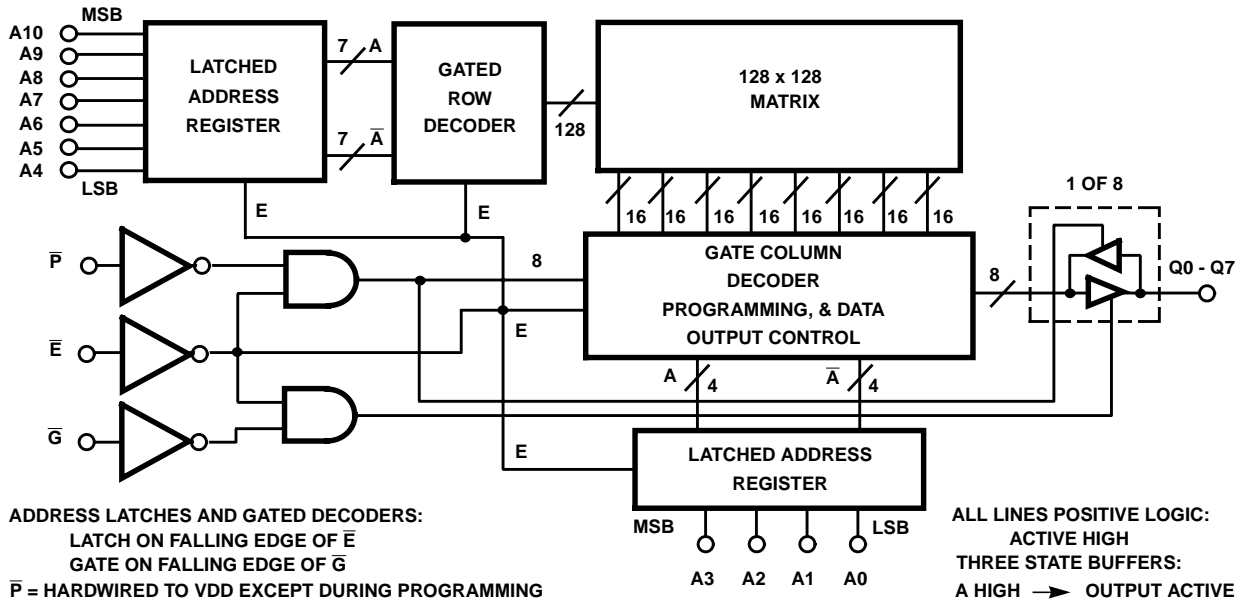 MSB
A10
A9
A8
A7
A6
A5
A4
LSB
LATCHED
ADDRESS
REGISTER
7 A
7 A̅
GATED
ROW
DECODER
128
128 x 128
MATRIX
E
E
16 16 16 16 16 16 16 16
1 OF 8
P̅
8
GATE COLUMN
DECODER
PROGRAMMING, & DATA
OUTPUT CONTROL
8
Q0 - Q7
E̅
E
A 4
A̅ 4
G̅
E
LATCHED ADDRESS
REGISTER
MSB
LSB
A3 A2 A1 A0
ADDRESS LATCHES AND GATED DECODERS:
LATCH ON FALLING EDGE OF E̅
GATE ON FALLING EDGE OF G̅
P̅ = HARDWIRED TO VDD EXCEPT DURING PROGRAMMING
ALL LINES POSITIVE LOGIC:
ACTIVE HIGH
THREE STATE BUFFERS:
A HIGH → OUTPUT ACTIVE